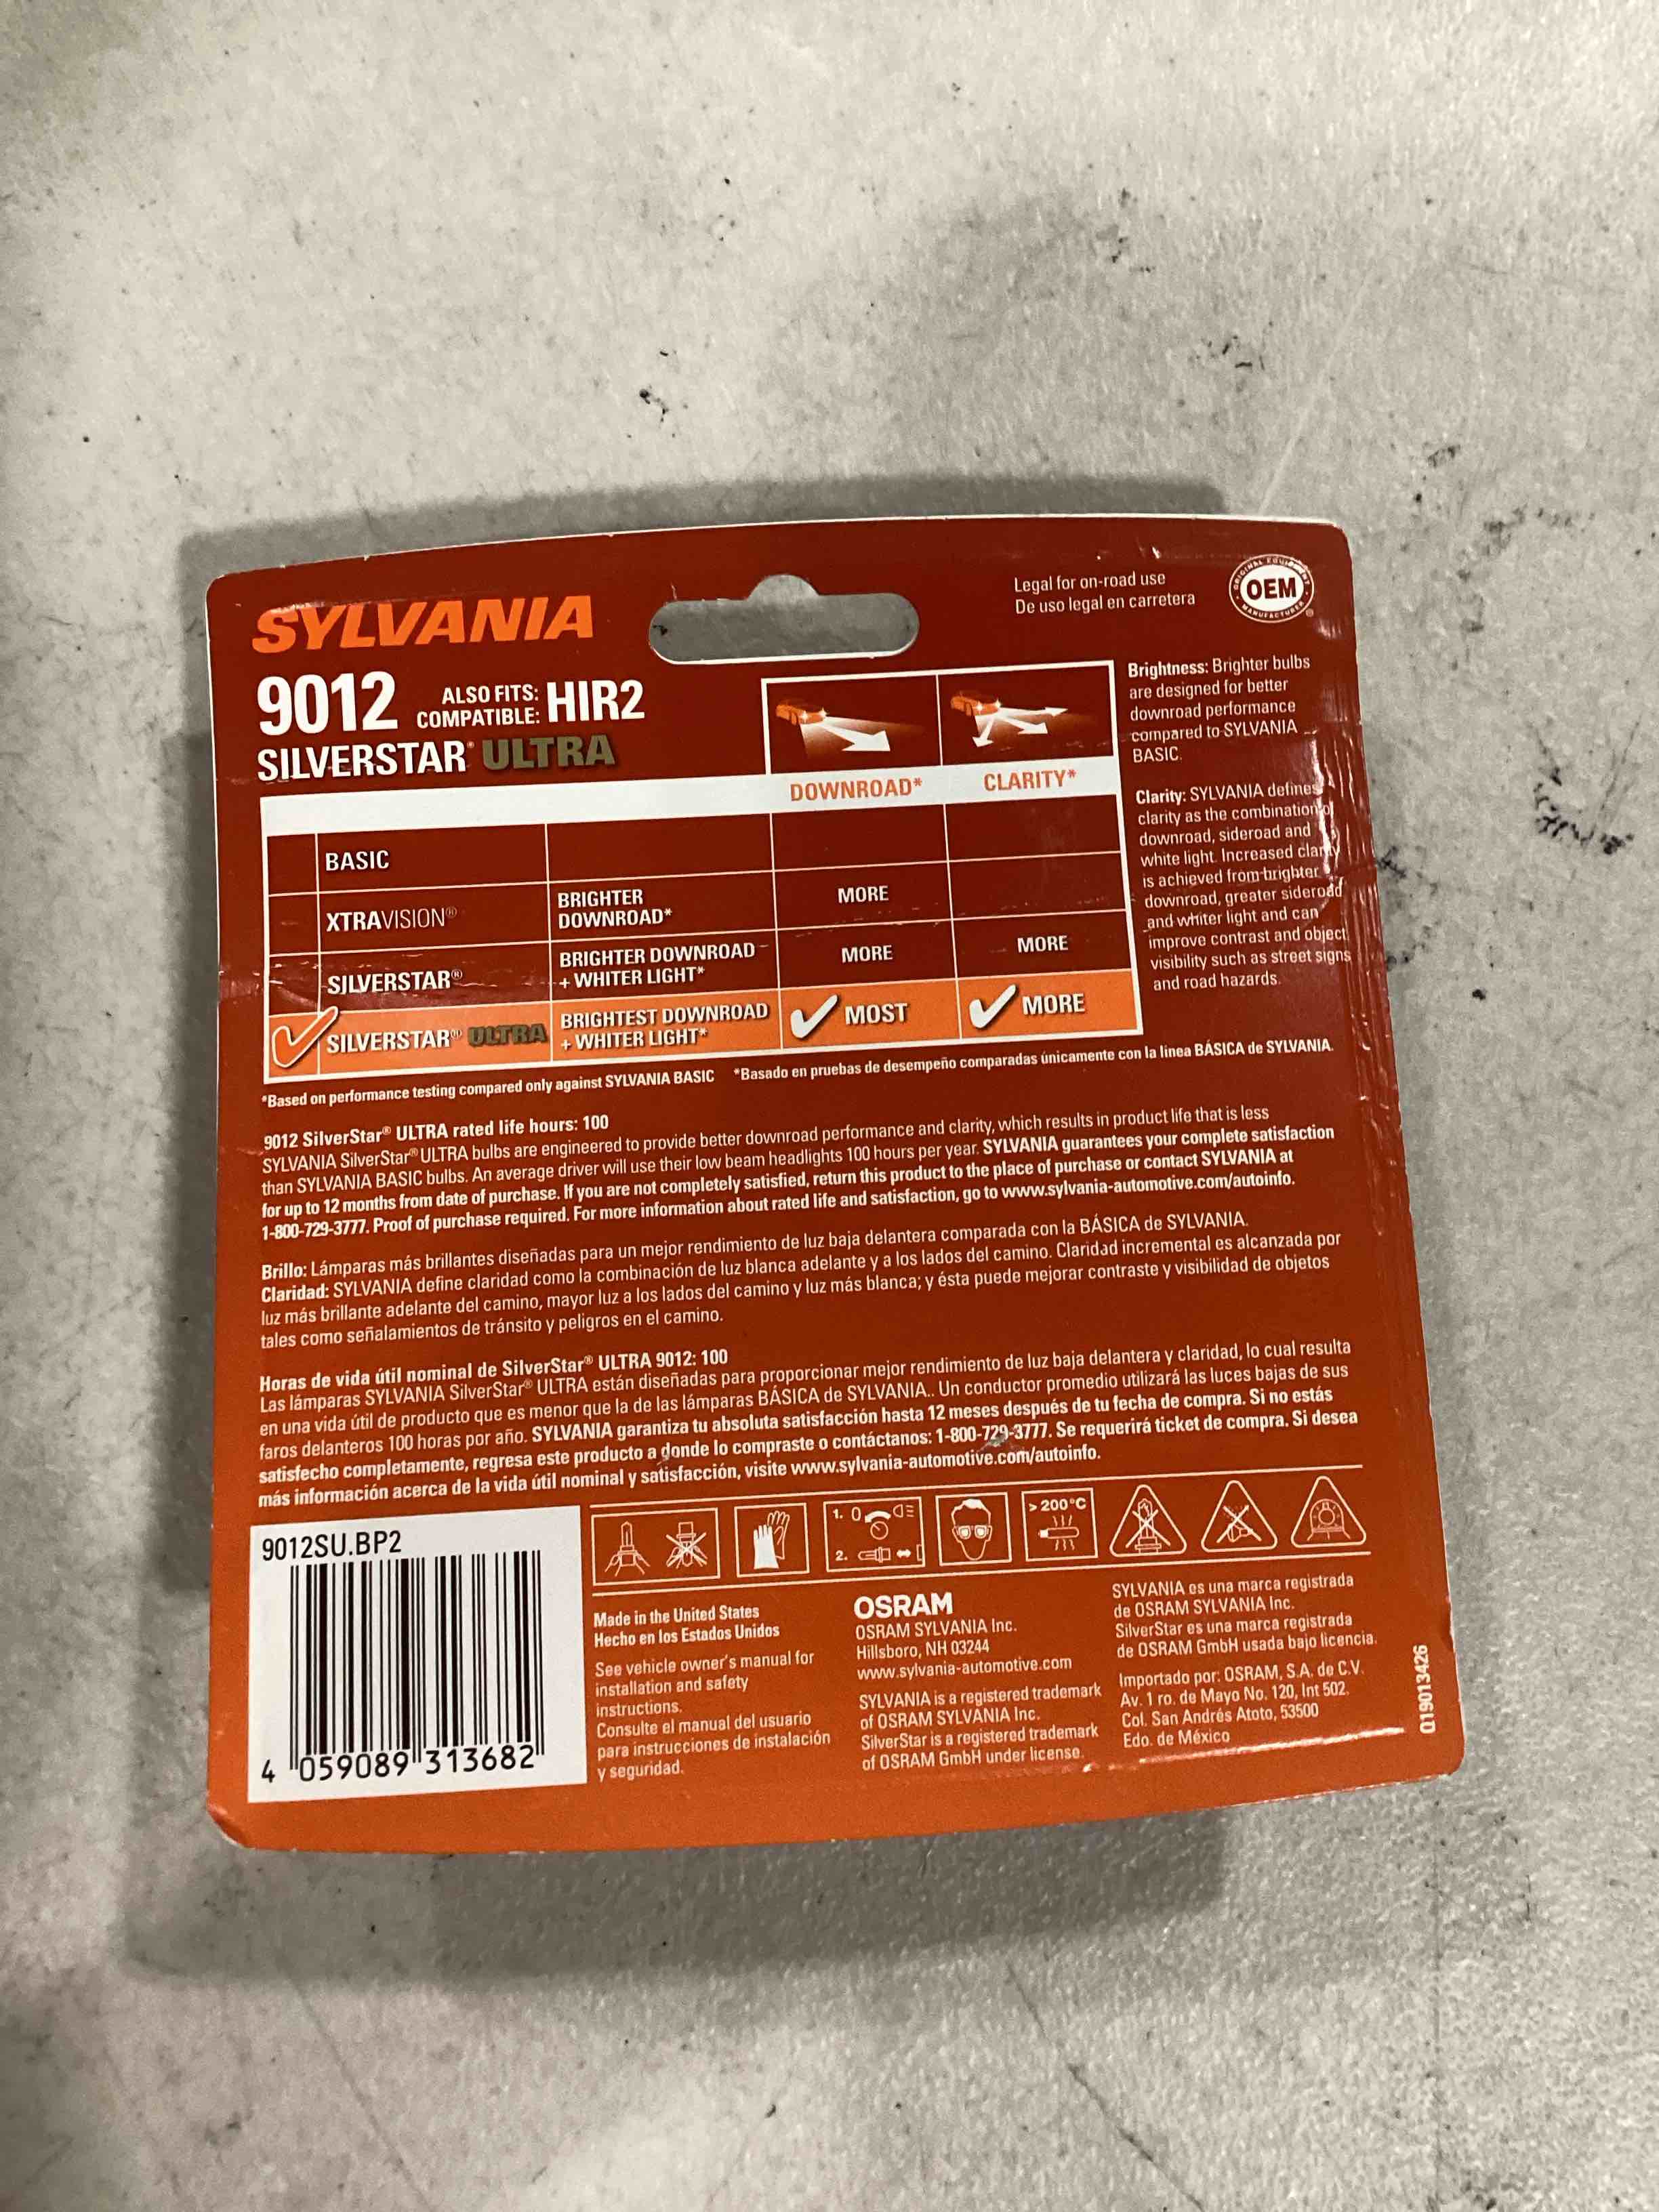 SYLVANIA
Legal for on-road use
De uso legal en carretera
ORIGINAL EQUIPMENT
OEM
MANUFACTURER®
9012
ALSO FITS:
COMPATIBLE:
HIR2
SILVERSTAR® ULTRA
DOWNROAD* CLARITY*
BASIC
XTRAVISION® BRIGHTER
DOWNROAD* MORE
SILVERSTAR® BRIGHTER DOWNROAD
+ WHITER LIGHT* MORE MORE
SILVERSTAR® ULTRA BRIGHTEST DOWNROAD
+ WHITER LIGHT* MOST MORE
Brightness: Brighter bulbs
are designed for better
downroad performance
compared to SYLVANIA
BASIC.
Clarity: SYLVANIA defines
clarity as the combination of
downroad, sideroad and
white light. Increased clarity
is achieved from brighter
downroad, greater sideroad
and whiter light and can
improve contrast and object
visibility such as street signs
and road hazards.
*Based on performance testing compared only against SYLVANIA BASIC *Basado en pruebas de desempeño comparadas únicamente con la línea BÁSICA de SYLVANIA.
9012 SilverStar® ULTRA rated life hours: 100
SYLVANIA SilverStar® ULTRA bulbs are engineered to provide better downroad performance and clarity, which results in product life that is less
than SYLVANIA BASIC bulbs. An average driver will use their low beam headlights 100 hours per year. SYLVANIA guarantees your complete satisfaction
for up to 12 months from date of purchase. If you are not completely satisfied, return this product to the place of purchase or contact SYLVANIA at
1-800-729-3777. Proof of purchase required. For more information about rated life and satisfaction, go to www.sylvania-automotive.com/autoinfo.
Brillo: Lámparas más brillantes diseñadas para un mejor rendimiento de luz baja delantera comparada con la BÁSICA de SYLVANIA.
Claridad: SYLVANIA define claridad como la combinación de luz blanca adelante y a los lados del camino. Claridad incremental es alcanzada por
luz más brillante adelante del camino, mayor luz a los lados del camino y luz más blanca; y ésta puede mejorar contraste y visibilidad de objetos
tales como señalamientos de tránsito y peligros en el camino.
Horas de vida útil nominal de SilverStar® ULTRA 9012: 100
Las lámparas SYLVANIA SilverStar® ULTRA están diseñadas para proporcionar mejor rendimiento de luz baja delantera y claridad, lo cual resulta
en una vida útil de producto que es menor que la de las lámparas BÁSICA de SYLVANIA.. Un conductor promedio utilizará las luces bajas de sus
faros delanteros 100 horas por año. SYLVANIA garantiza tu absoluta satisfacción hasta 12 meses después de tu fecha de compra. Si no estás
satisfecho completamente, regresa este producto a donde lo compraste o contáctanos: 1-800-729-3777. Se requerirá ticket de compra. Si desea
más información acerca de la vida útil nominal y satisfacción, visite www.sylvania-automotive.com/autoinfo.
9012SU.BP2
4 059089 313682
1. 0
2.
> 200°C
Made in the United States
Hecho en los Estados Unidos
See vehicle owner's manual for
installation and safety
instructions.
Consulte el manual del usuario
para instrucciones de instalación
y seguridad.
OSRAM
OSRAM SYLVANIA Inc.
Hillsboro, NH 03244
www.sylvania-automotive.com
SYLVANIA is a registered trademark
of OSRAM SYLVANIA Inc.
SilverStar is a registered trademark
of OSRAM GmbH under license.
SYLVANIA es una marca registrada
de OSRAM SYLVANIA Inc.
SilverStar es una marca registrada
de OSRAM GmbH usada bajo licencia.
Importado por: OSRAM, S.A. de C.V.
Av. 1 ro. de Mayo No. 120, Int 502.
Col. San Andrés Atoto, 53500
Edo. de México
Q19013426